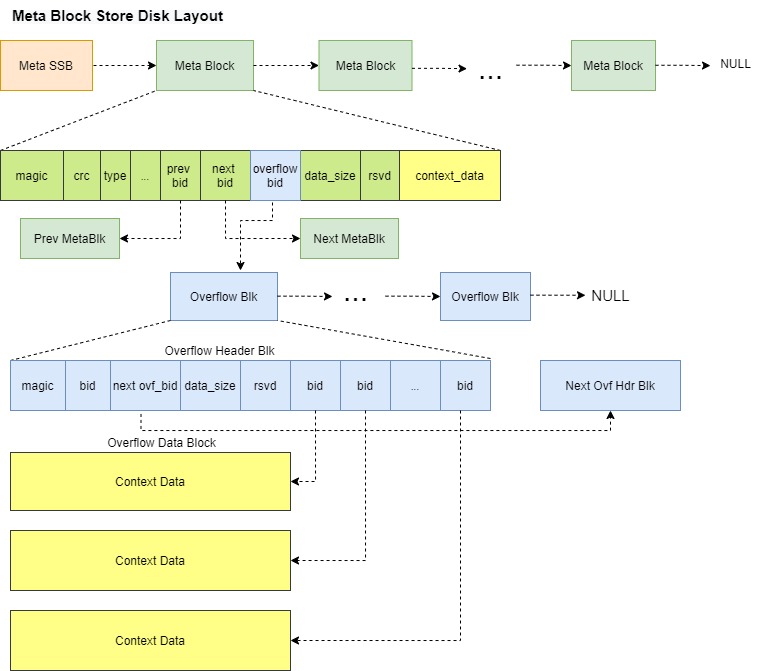 Meta Block Store Disk Layout
Meta SSB
Meta Block
Meta Block
...
Meta Block
NULL
magic
crc
type
...
prev
bid
next
bid
overflow
bid
data_size
rsvd
context_data
Prev MetaBlk
Next MetaBlk
Overflow Blk
...
Overflow Blk
NULL
Overflow Header Blk
magic
bid
next ovf_bid
data_size
rsvd
bid
bid
...
bid
Next Ovf Hdr Blk
Overflow Data Block
Context Data
Context Data
Context Data